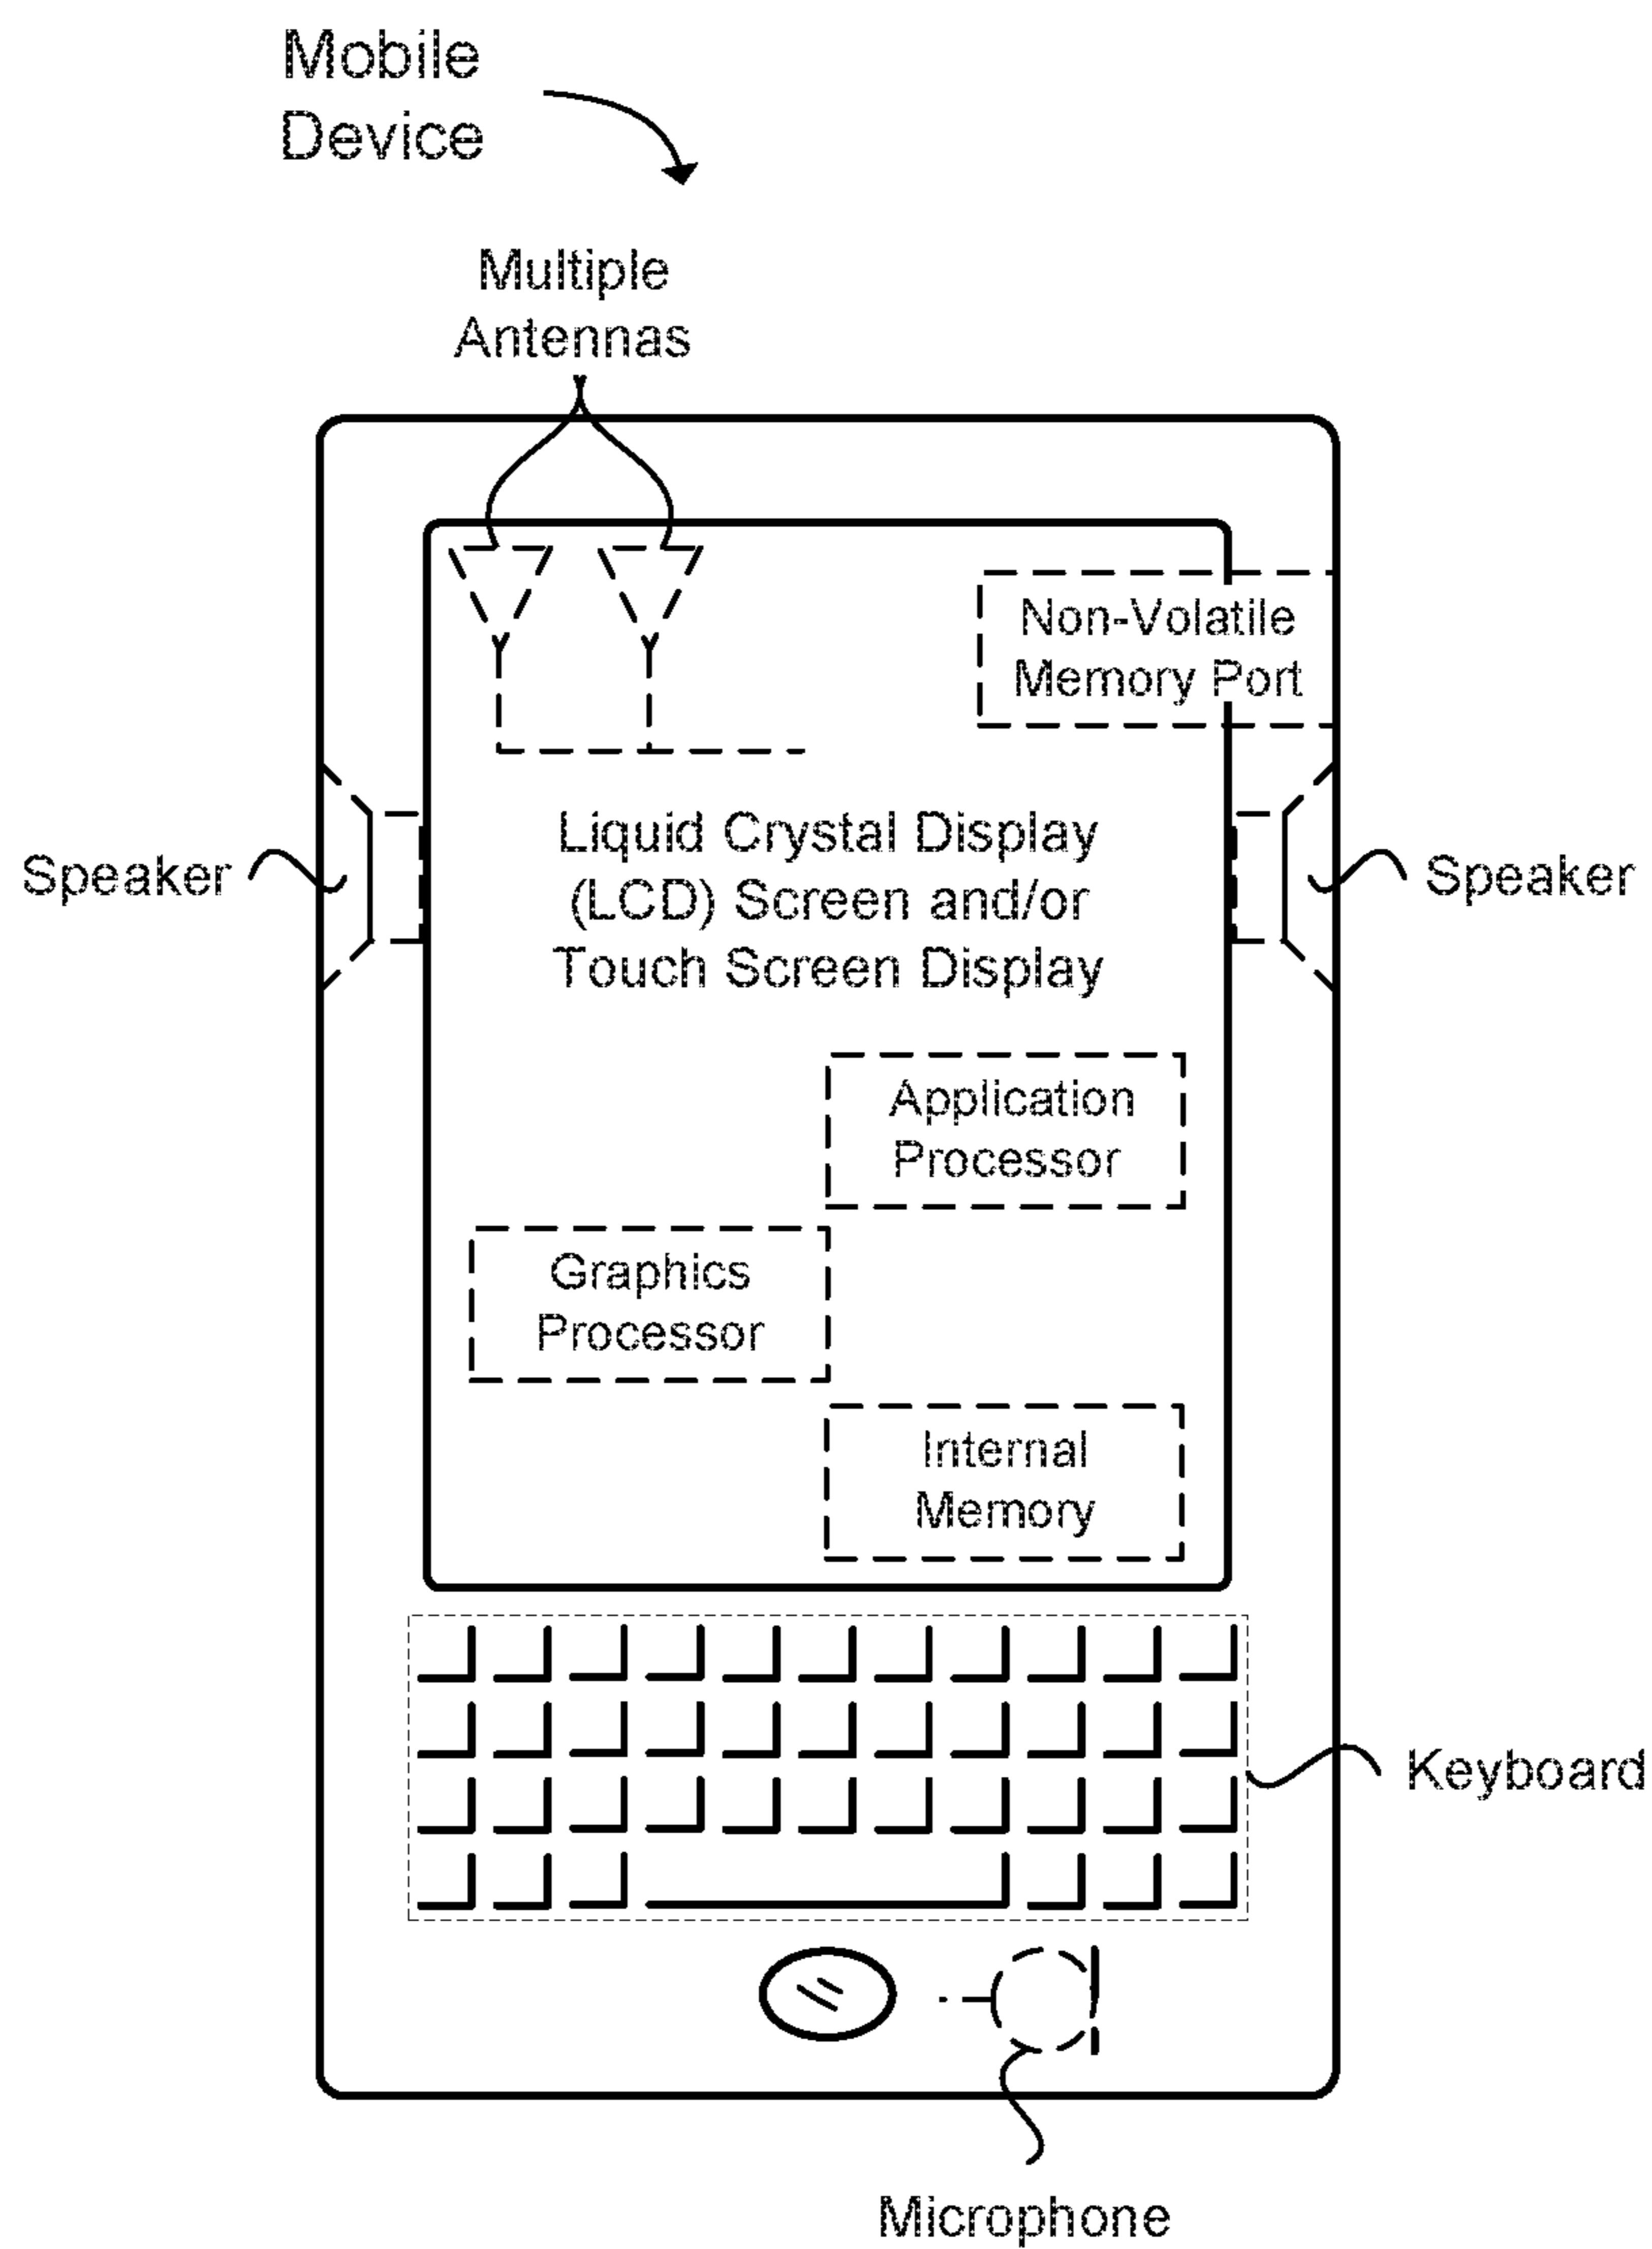 Mobile
Device
Multiple
Antennas
Non-Volatile
Memory Port
Speaker
Liquid Crystal Display
(LCD) Screen and/or
Touch Screen Display
Speaker
Application
Processor
Graphics
Processor
Internal
Memory
Keyboard
Microphone